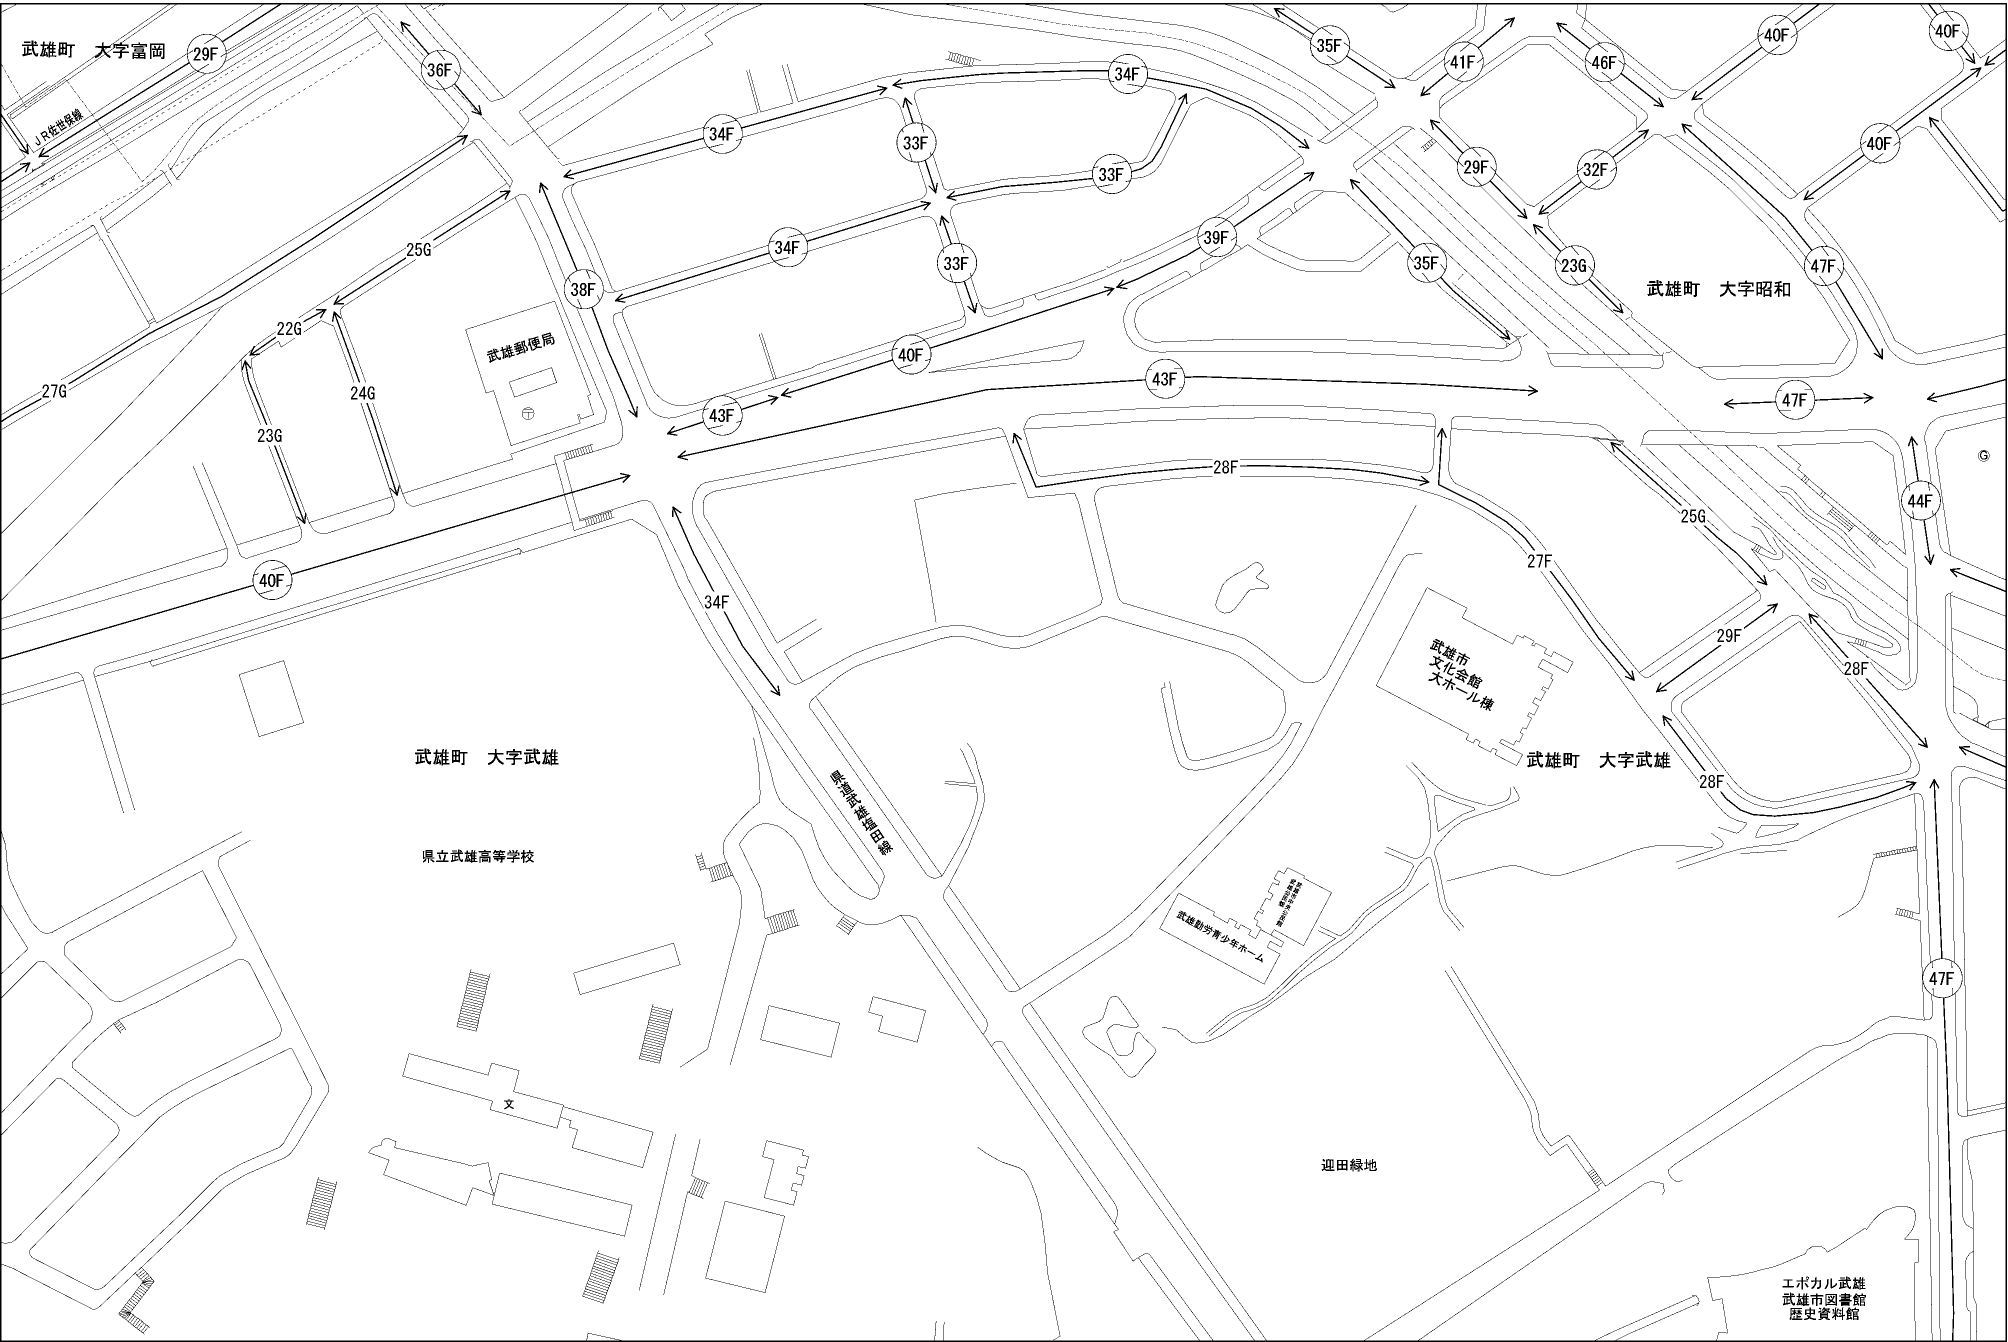 武雄町　大字富岡
29F
36F
35F
41F
46F
40F
40F
34F
34F
33F
33F
ＪＲ佐世保線
29F
32F
40F
25G
38F
34F
33F
39F
35F
23G
47F
武雄町　大字昭和
22G
武雄郵便局
27G
24G
40F
43F
43F
47F
23G
28F
G
44F
25G
40F
34F
27F
29F
武雄市
文化会館
大ホール棟
28F
武雄町　大字武雄
県道武雄塩田線
武雄町　大字武雄
28F
県立武雄高等学校
武雄勤労青少年ホーム
47F
文
迎田緑地
エポカル武雄
武雄市図書館
歴史資料館